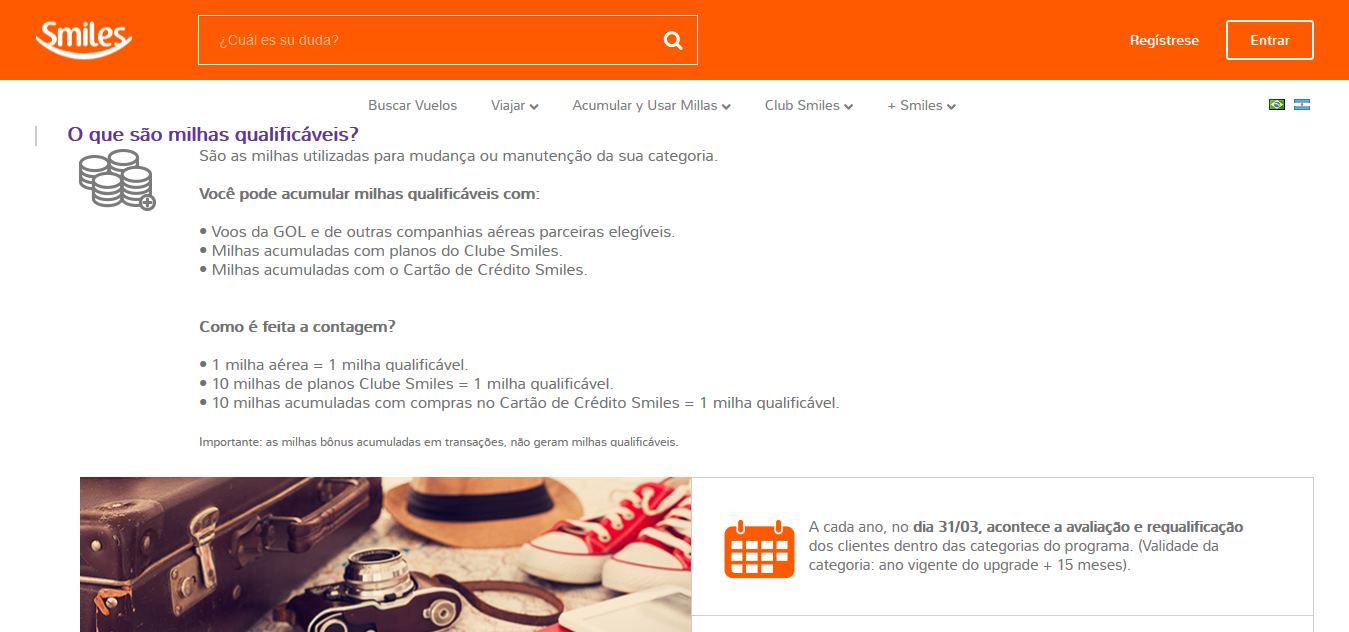 Smiles
¿Cuál es su duda?
Regístrese
Entrar
Buscar Vuelos
Viajar
Acumular y Usar Millas
Club Smiles
+ Smiles
O que são milhas qualificáveis?
São as milhas utilizadas para mudança ou manutenção da sua categoria.
Você pode acumular milhas qualificáveis com:
• Voos da GOL e de outras companhias aéreas parceiras elegíveis.
• Milhas acumuladas com planos do Clube Smiles.
• Milhas acumuladas com o Cartão de Crédito Smiles.
Como é feita a contagem?
• 1 milha aérea = 1 milha qualificável.
• 10 milhas de planos Clube Smiles = 1 milha qualificável.
• 10 milhas acumuladas com compras no Cartão de Crédito Smiles = 1 milha qualificável.
Importante: as milhas bônus acumuladas em transações, não geram milhas qualificáveis.
A cada ano, no dia 31/03, acontece a avaliação e requalificação
dos clientes dentro das categorias do programa. (Validade da
categoria: ano vigente do upgrade + 15 meses).